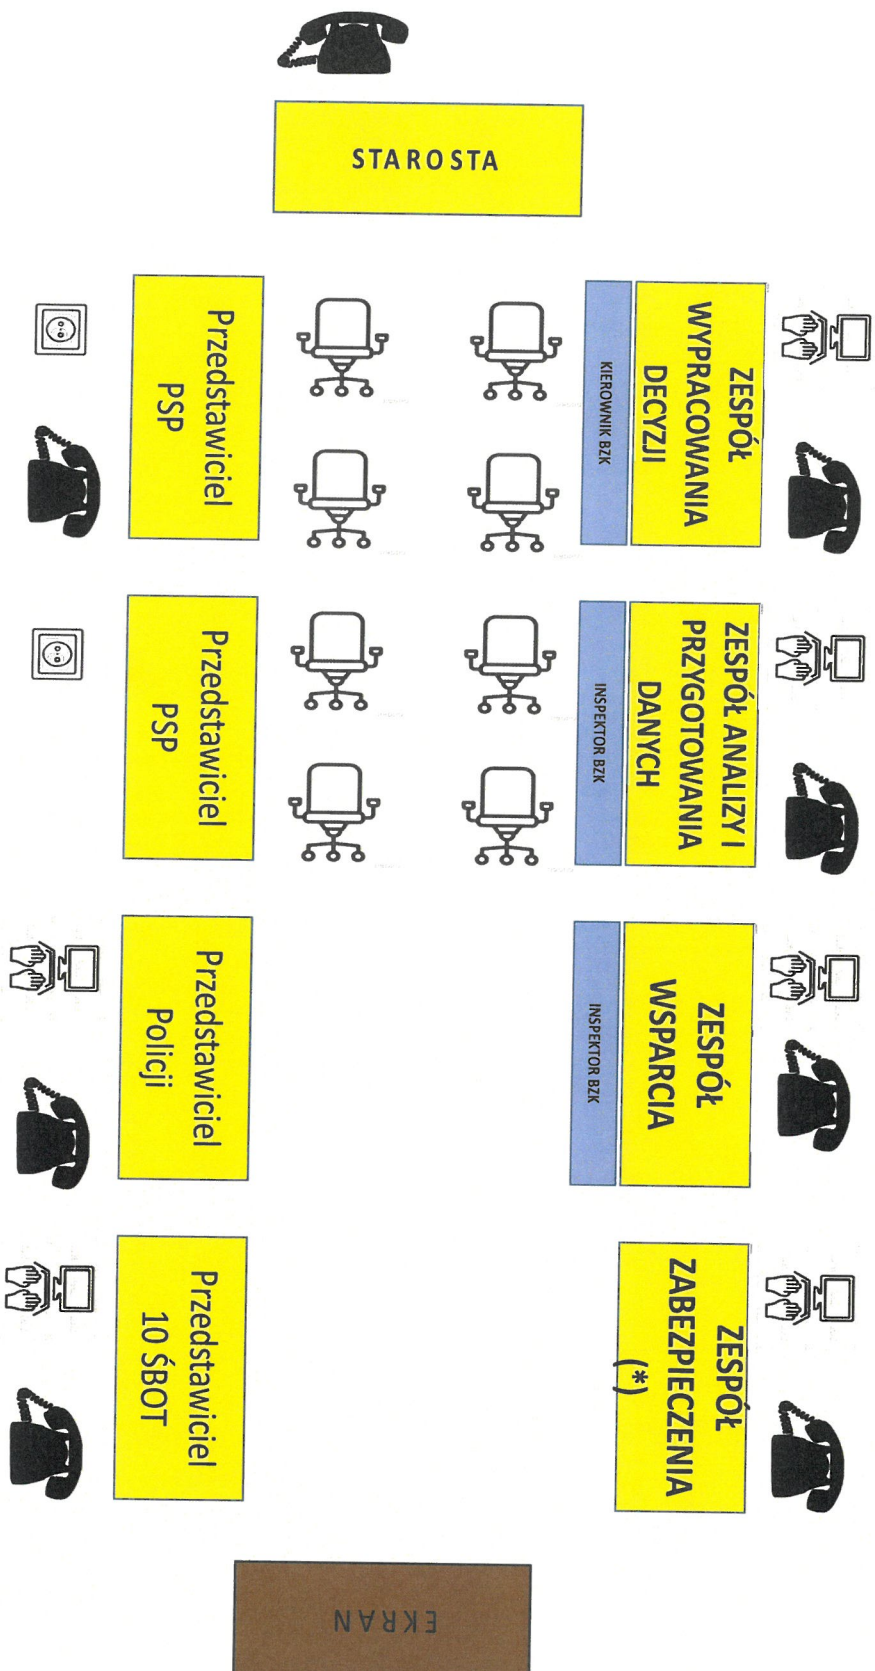 STAROSTA
ZESPÓŁ
WYPRACOWANIA
DECYZJI
KIEROWNIK BZK
Przedstawiciel
PSP
ZESPÓŁ ANALIZY I
PRZYGOTOWANIA
DANYCH
INSPEKTOR BZK
Przedstawiciel
PSP
ZESPÓŁ
WSPARCIA
INSPEKTOR BZK
Przedstawiciel
Policji
ZESPÓŁ
ZABEZPIECZENIA
(*)
Przedstawiciel
10 ŚBOT
EKRAN